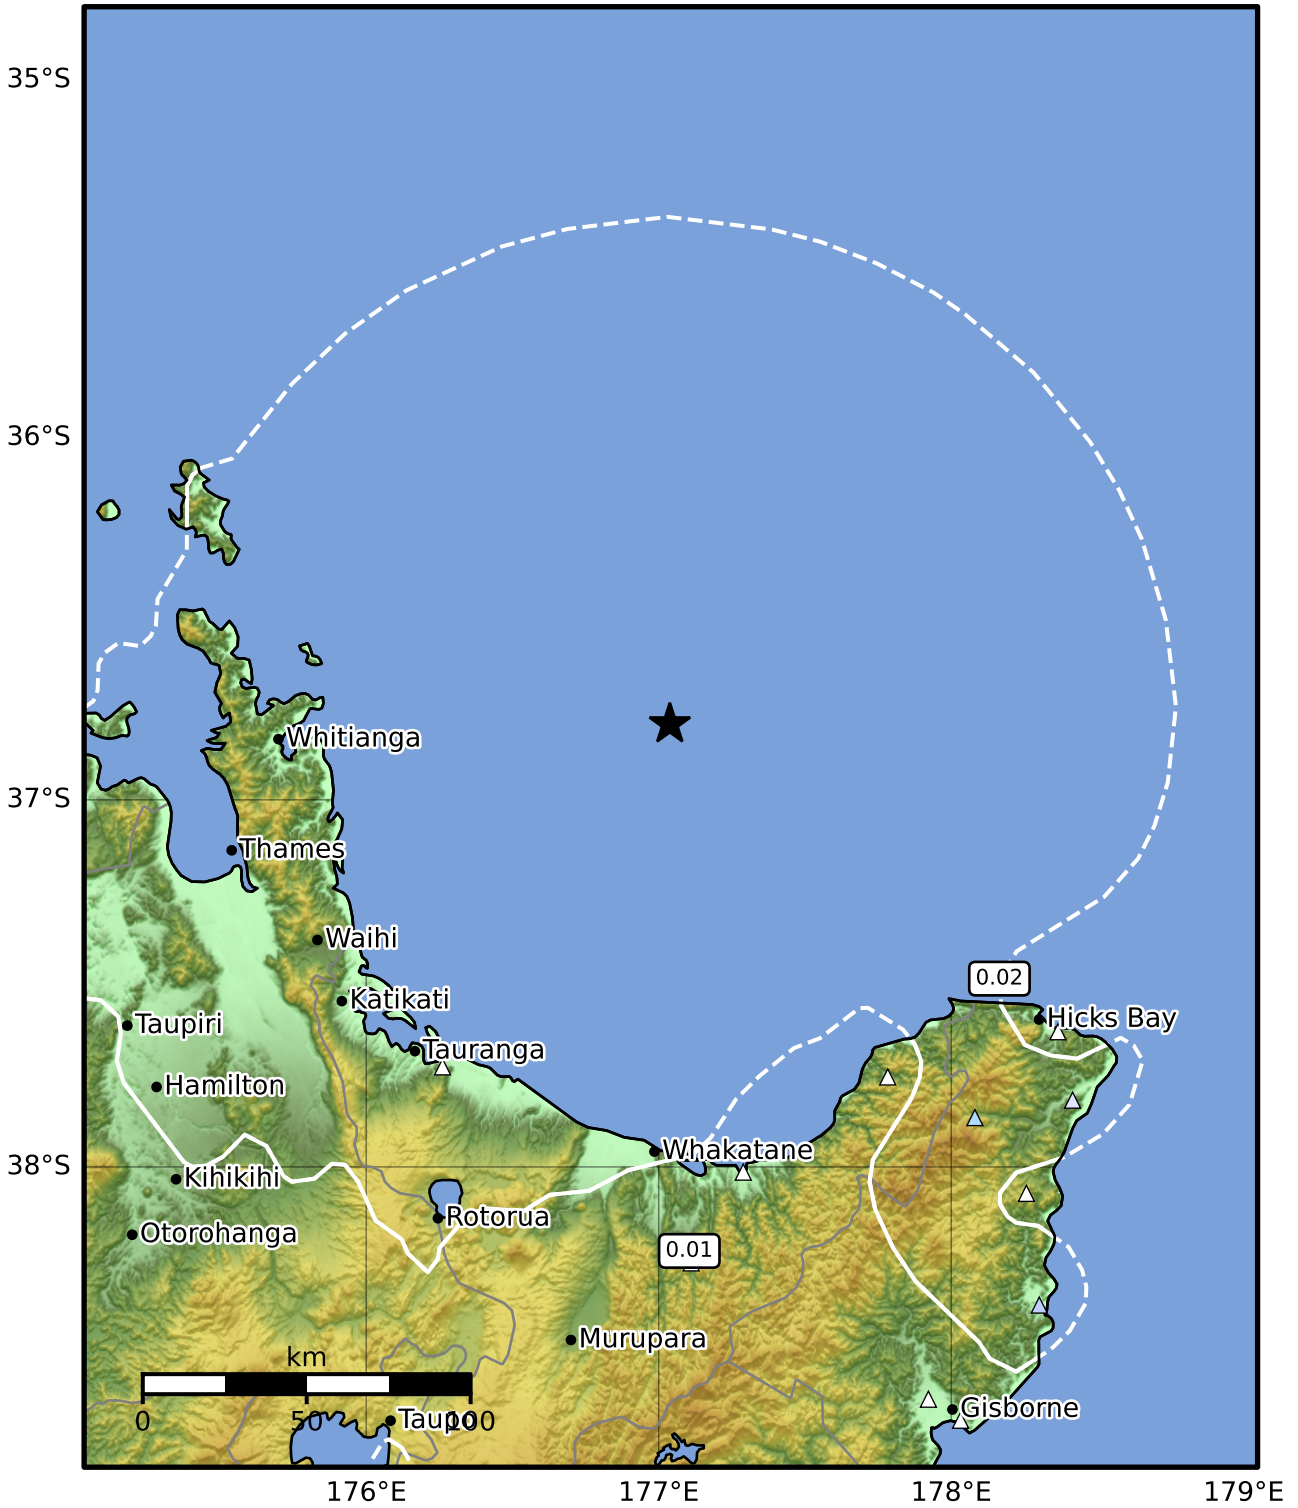 35°S
36°S
Whitianga
37°S
Thames
Waihi
0.02
Katikati
Hicks Bay
Taupiri
Tauranga
Hamilton
Whakatane
38°S
Kihikihi
Rotorua
Otorohanga
0.01
Murupara
km
0 50 100
Taupo
Gisborne
176°E 177°E 178°E 179°E